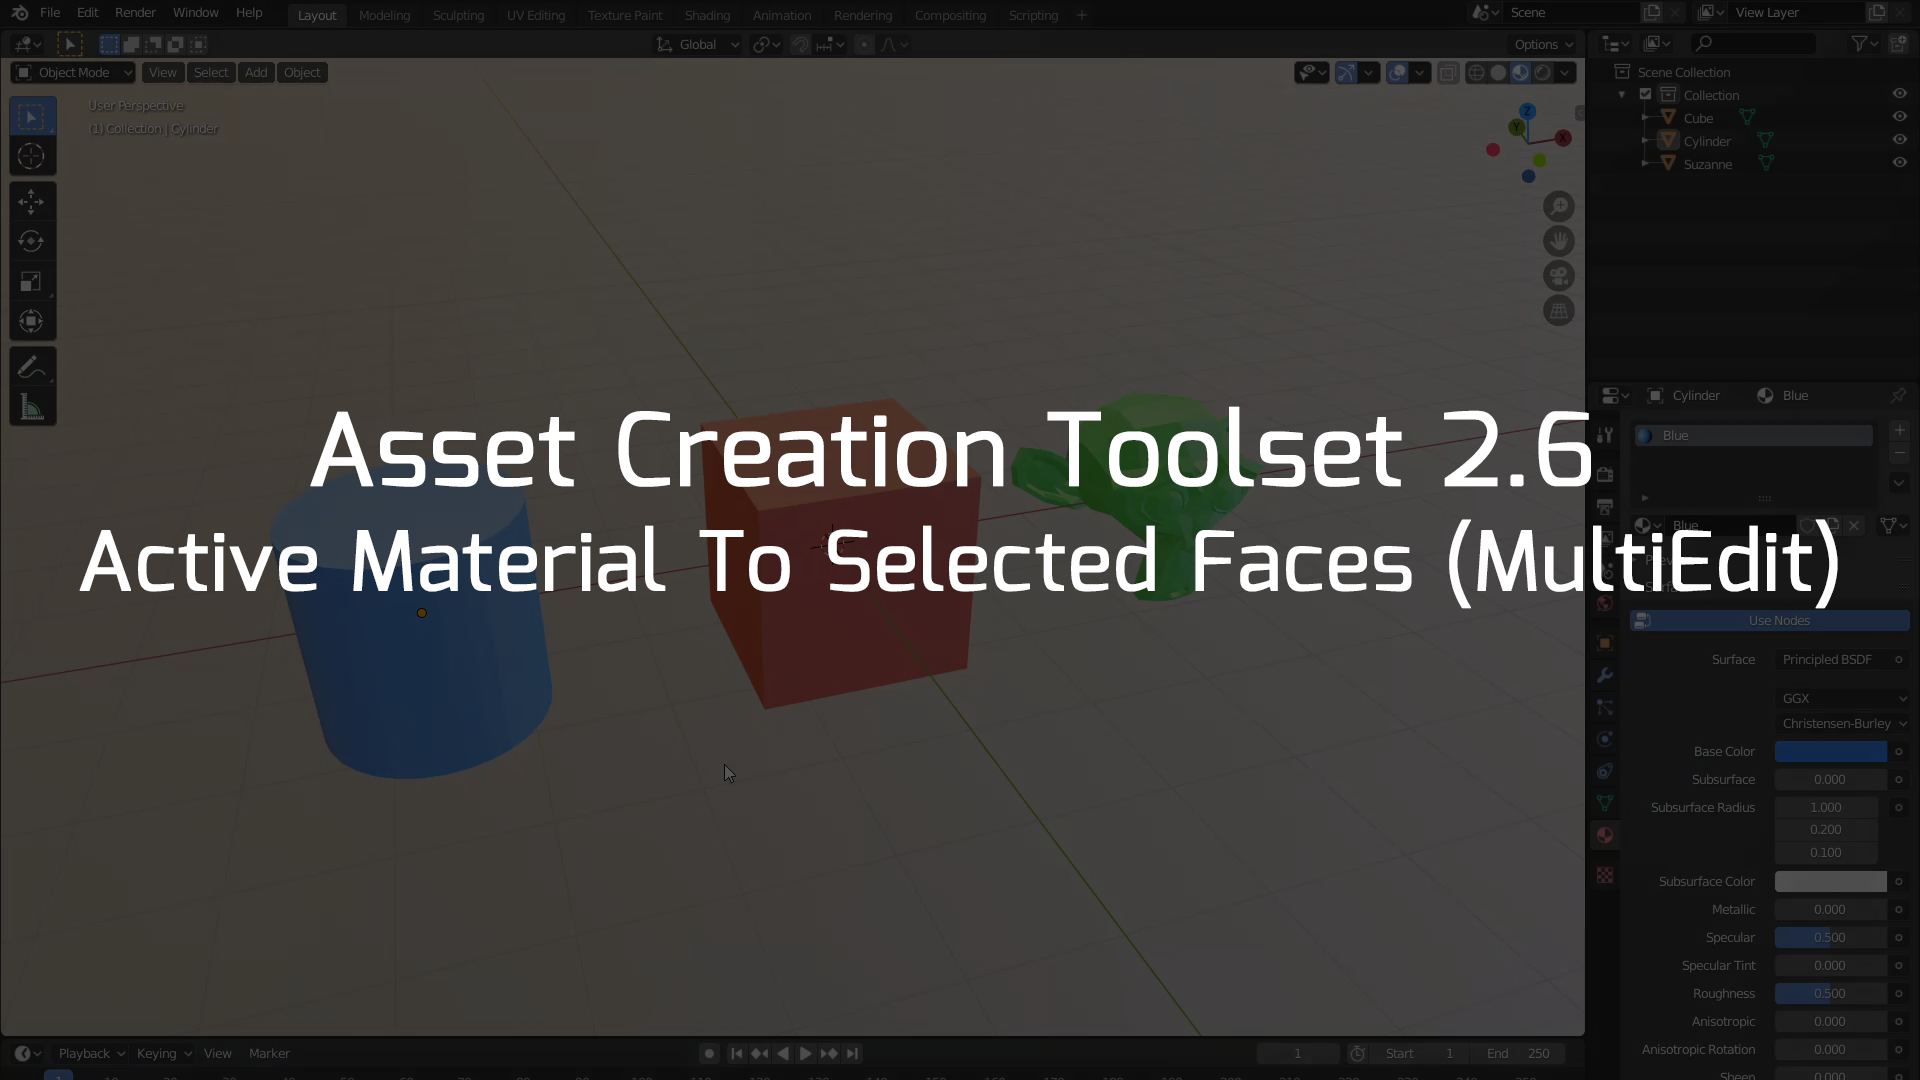 File Edit Render Window Help Layout Modeling Sculpting UV Editing Texture Paint Shading Animation Rendering Compositing Scripting + Scene View Layer
Global Options
Object Mode View Select Add Object
User Perspective
(1) Collection | Cylinder
Z
Y
X
Scene Collection
Collection
Cube
Cylinder
Suzanne
Asset Creation Toolset 2.6
Active Material To Selected Faces (MultiEdit)
Cylinder Blue
Blue
Blue
Use Nodes
Surface Principled BSDF
GGX
Christensen-Burley
Base Color
Subsurface 0.000
Subsurface Radius 1.000
0.200
0.100
Subsurface Color
Metallic 0.000
Specular 0.500
Specular Tint 0.000
Roughness 0.500
Anisotropic 0.000
Anisotropic Rotation 0.000
Sheen 0.000
Playback Keying View Marker 1 Start 1 End 250
1